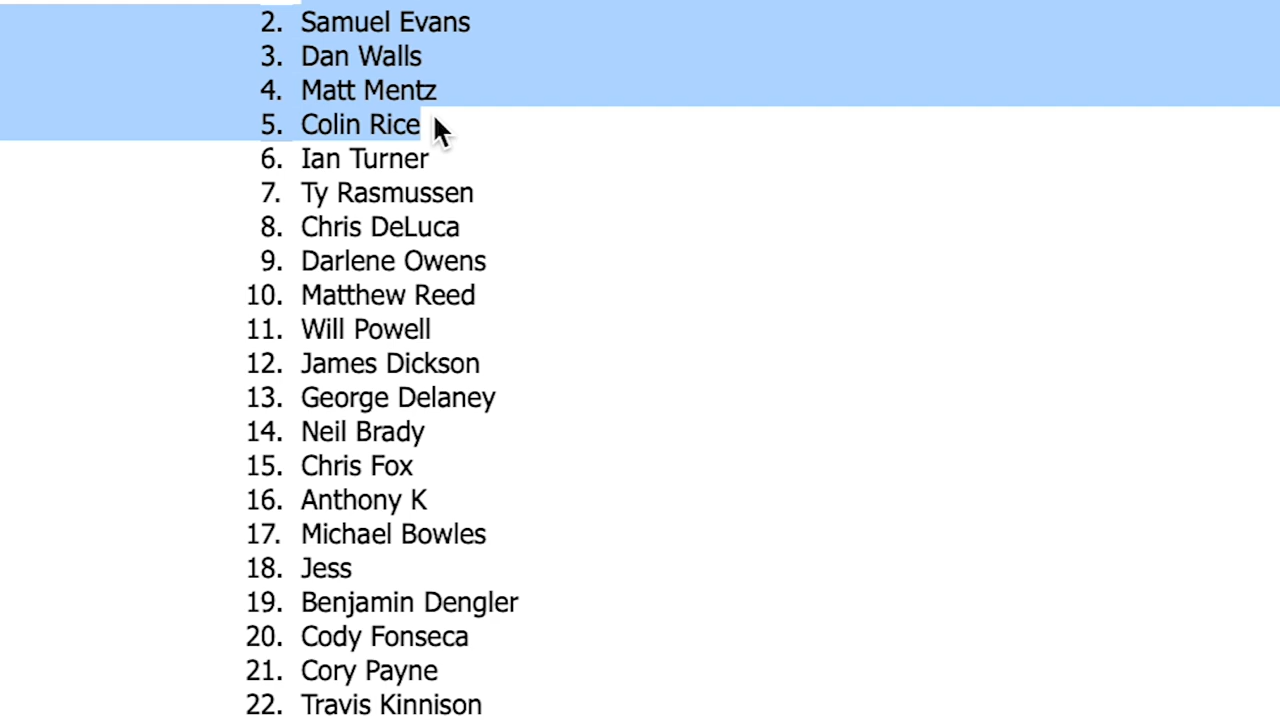 2. Samuel Evans
3. Dan Walls
4. Matt Mentz
5. Colin Rice
6. Ian Turner
7. Ty Rasmussen
8. Chris DeLuca
9. Darlene Owens
10. Matthew Reed
11. Will Powell
12. James Dickson
13. George Delaney
14. Neil Brady
15. Chris Fox
16. Anthony K
17. Michael Bowles
18. Jess
19. Benjamin Dengler
20. Cody Fonseca
21. Cory Payne
22. Travis Kinnison